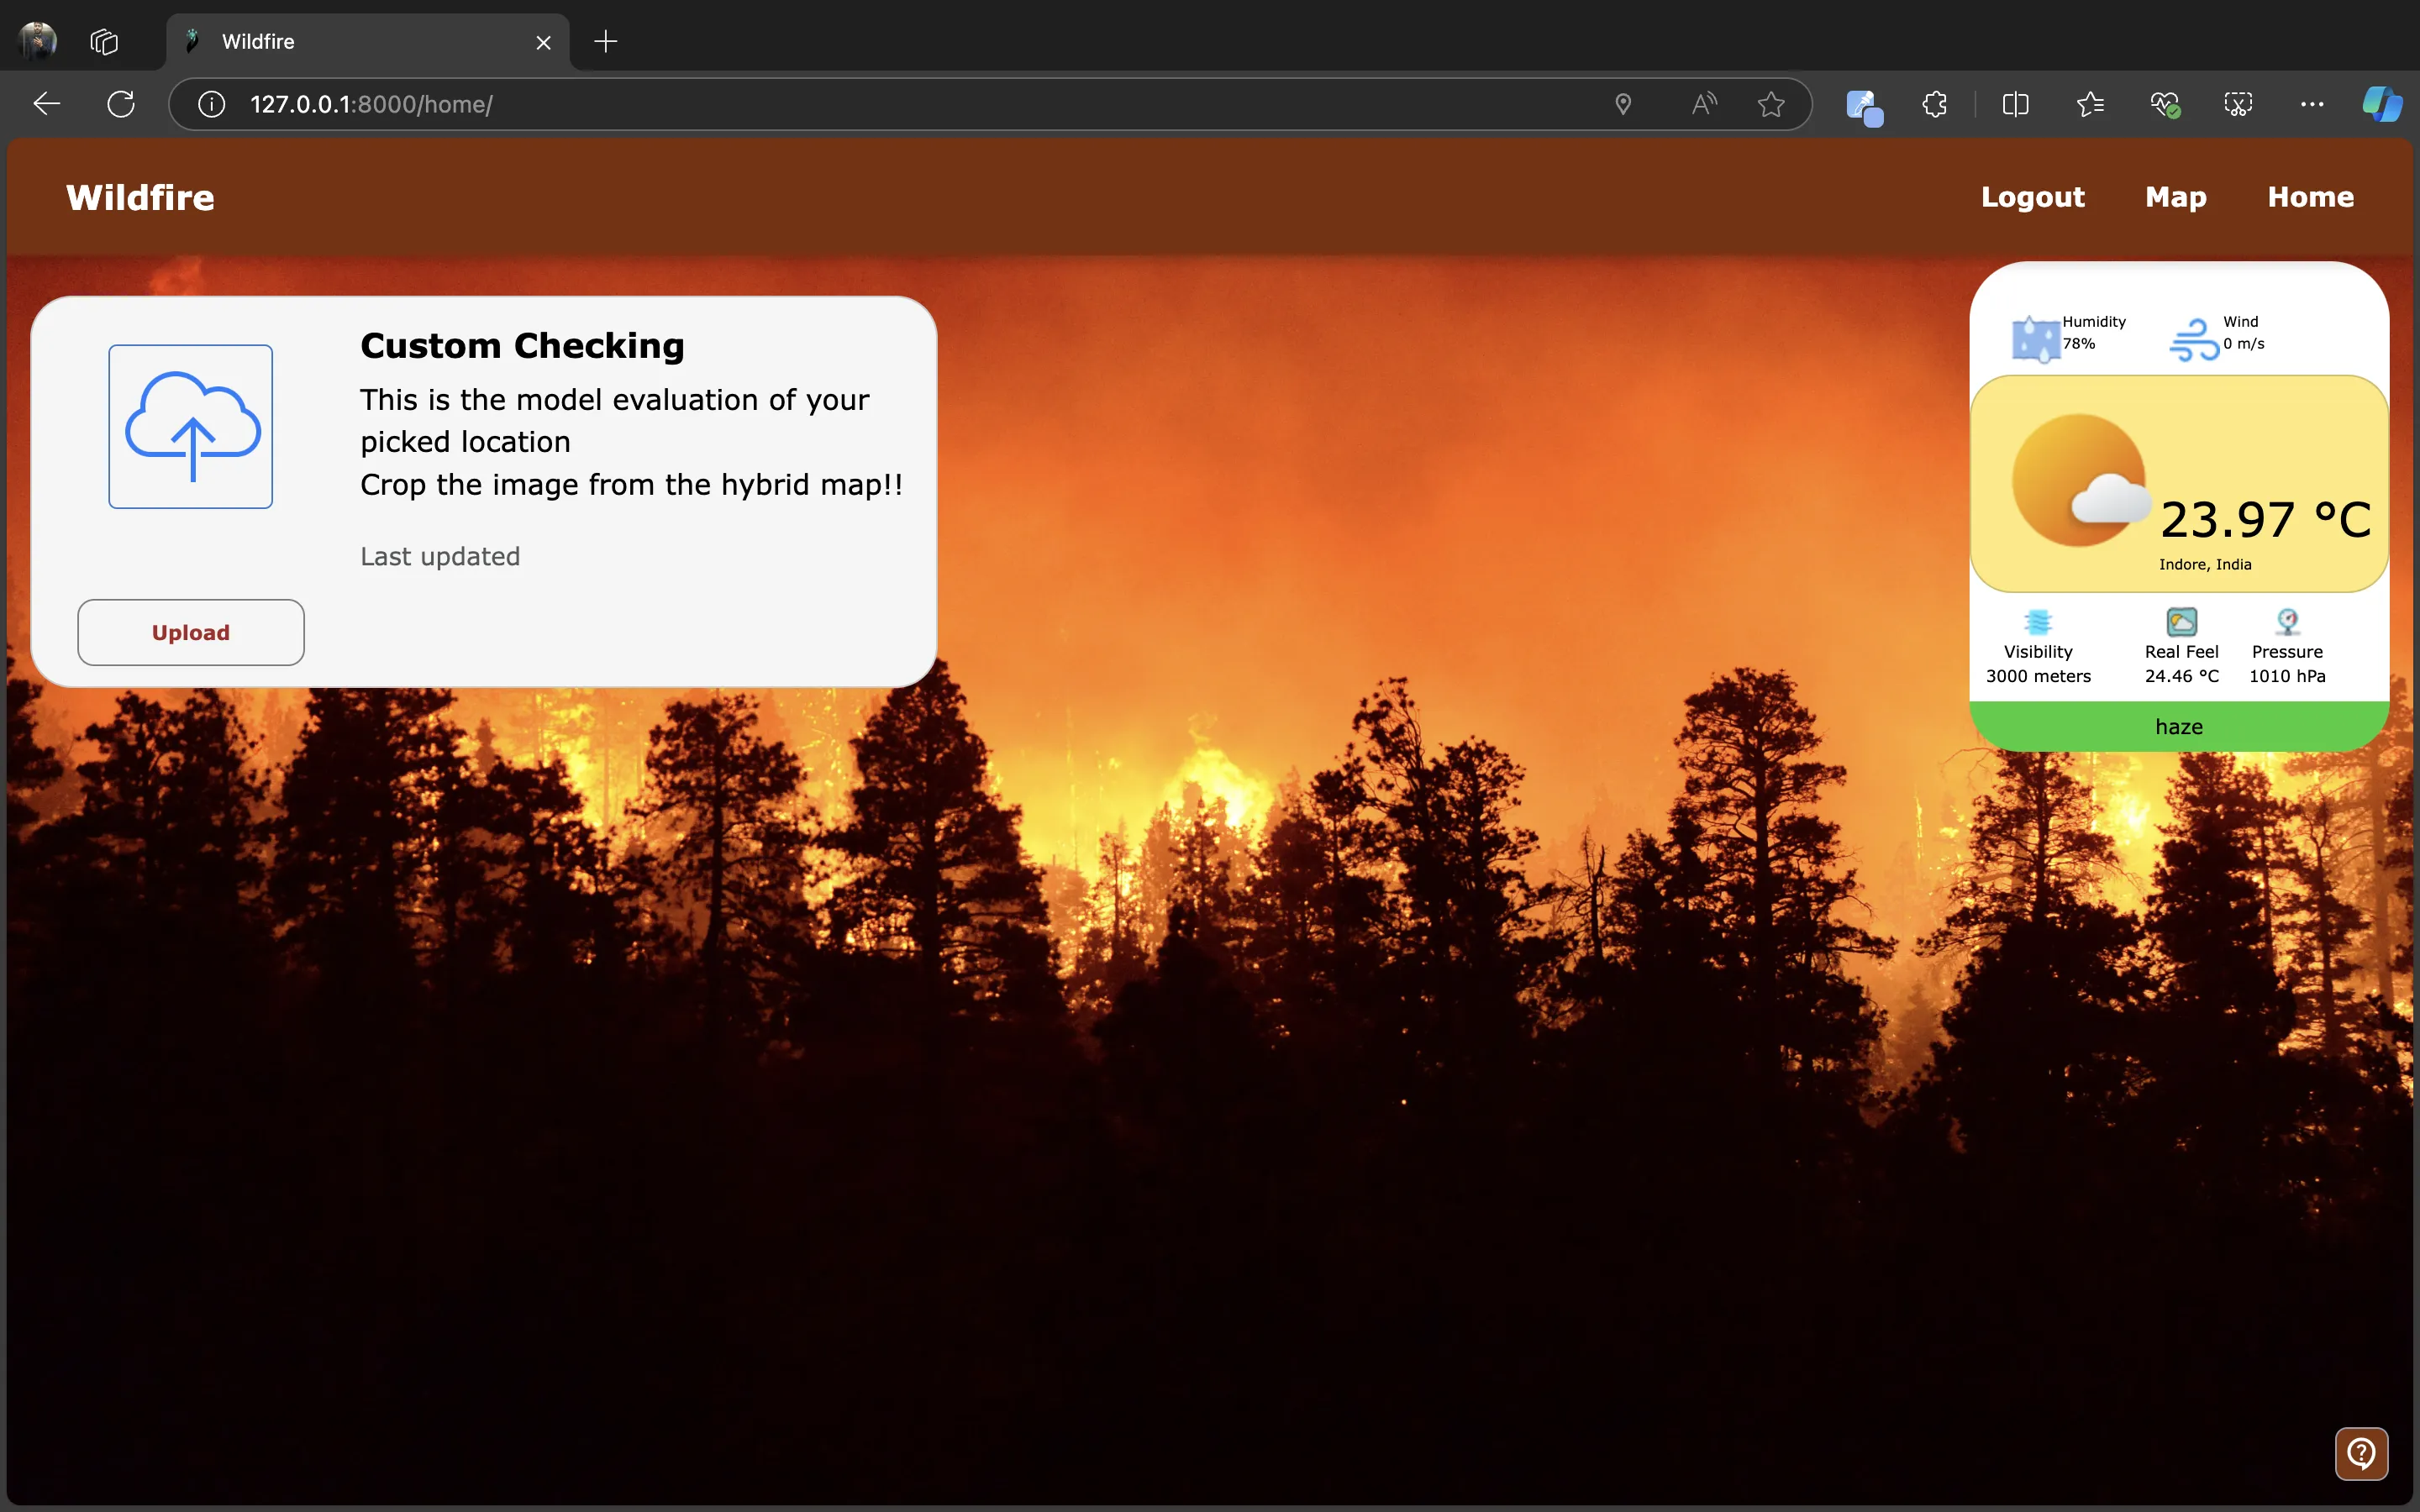 Wildfire
127.0.0.1:8000/home/
Wildfire
Logout Map Home
Custom Checking
This is the model evaluation of your
picked location
Crop the image from the hybrid map!!
Last updated
Upload
Humidity
78%
Wind
0 m/s
23.97 °C
Indore, India
Visibility
3000 meters
Real Feel
24.46 °C
Pressure
1010 hPa
haze